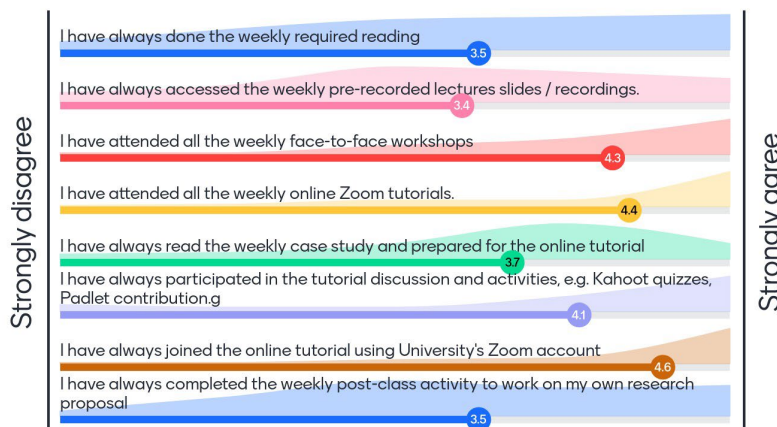 Strongly disagree
I have always done the weekly required reading
3.5
I have always accessed the weekly pre-recorded lectures slides / recordings.
3.4
I have attended all the weekly face-to-face workshops
4.3
I have attended all the weekly online Zoom tutorials.
4.4
I have always read the weekly case study and prepared for the online tutorial
3.7
I have always participated in the tutorial discussion and activities, e.g. Kahoot quizzes,
Padlet contribution.g
4.1
I have always joined the online tutorial using University's Zoom account
4.6
I have always completed the weekly post-class activity to work on my own research
proposal
3.5
Strongly agree